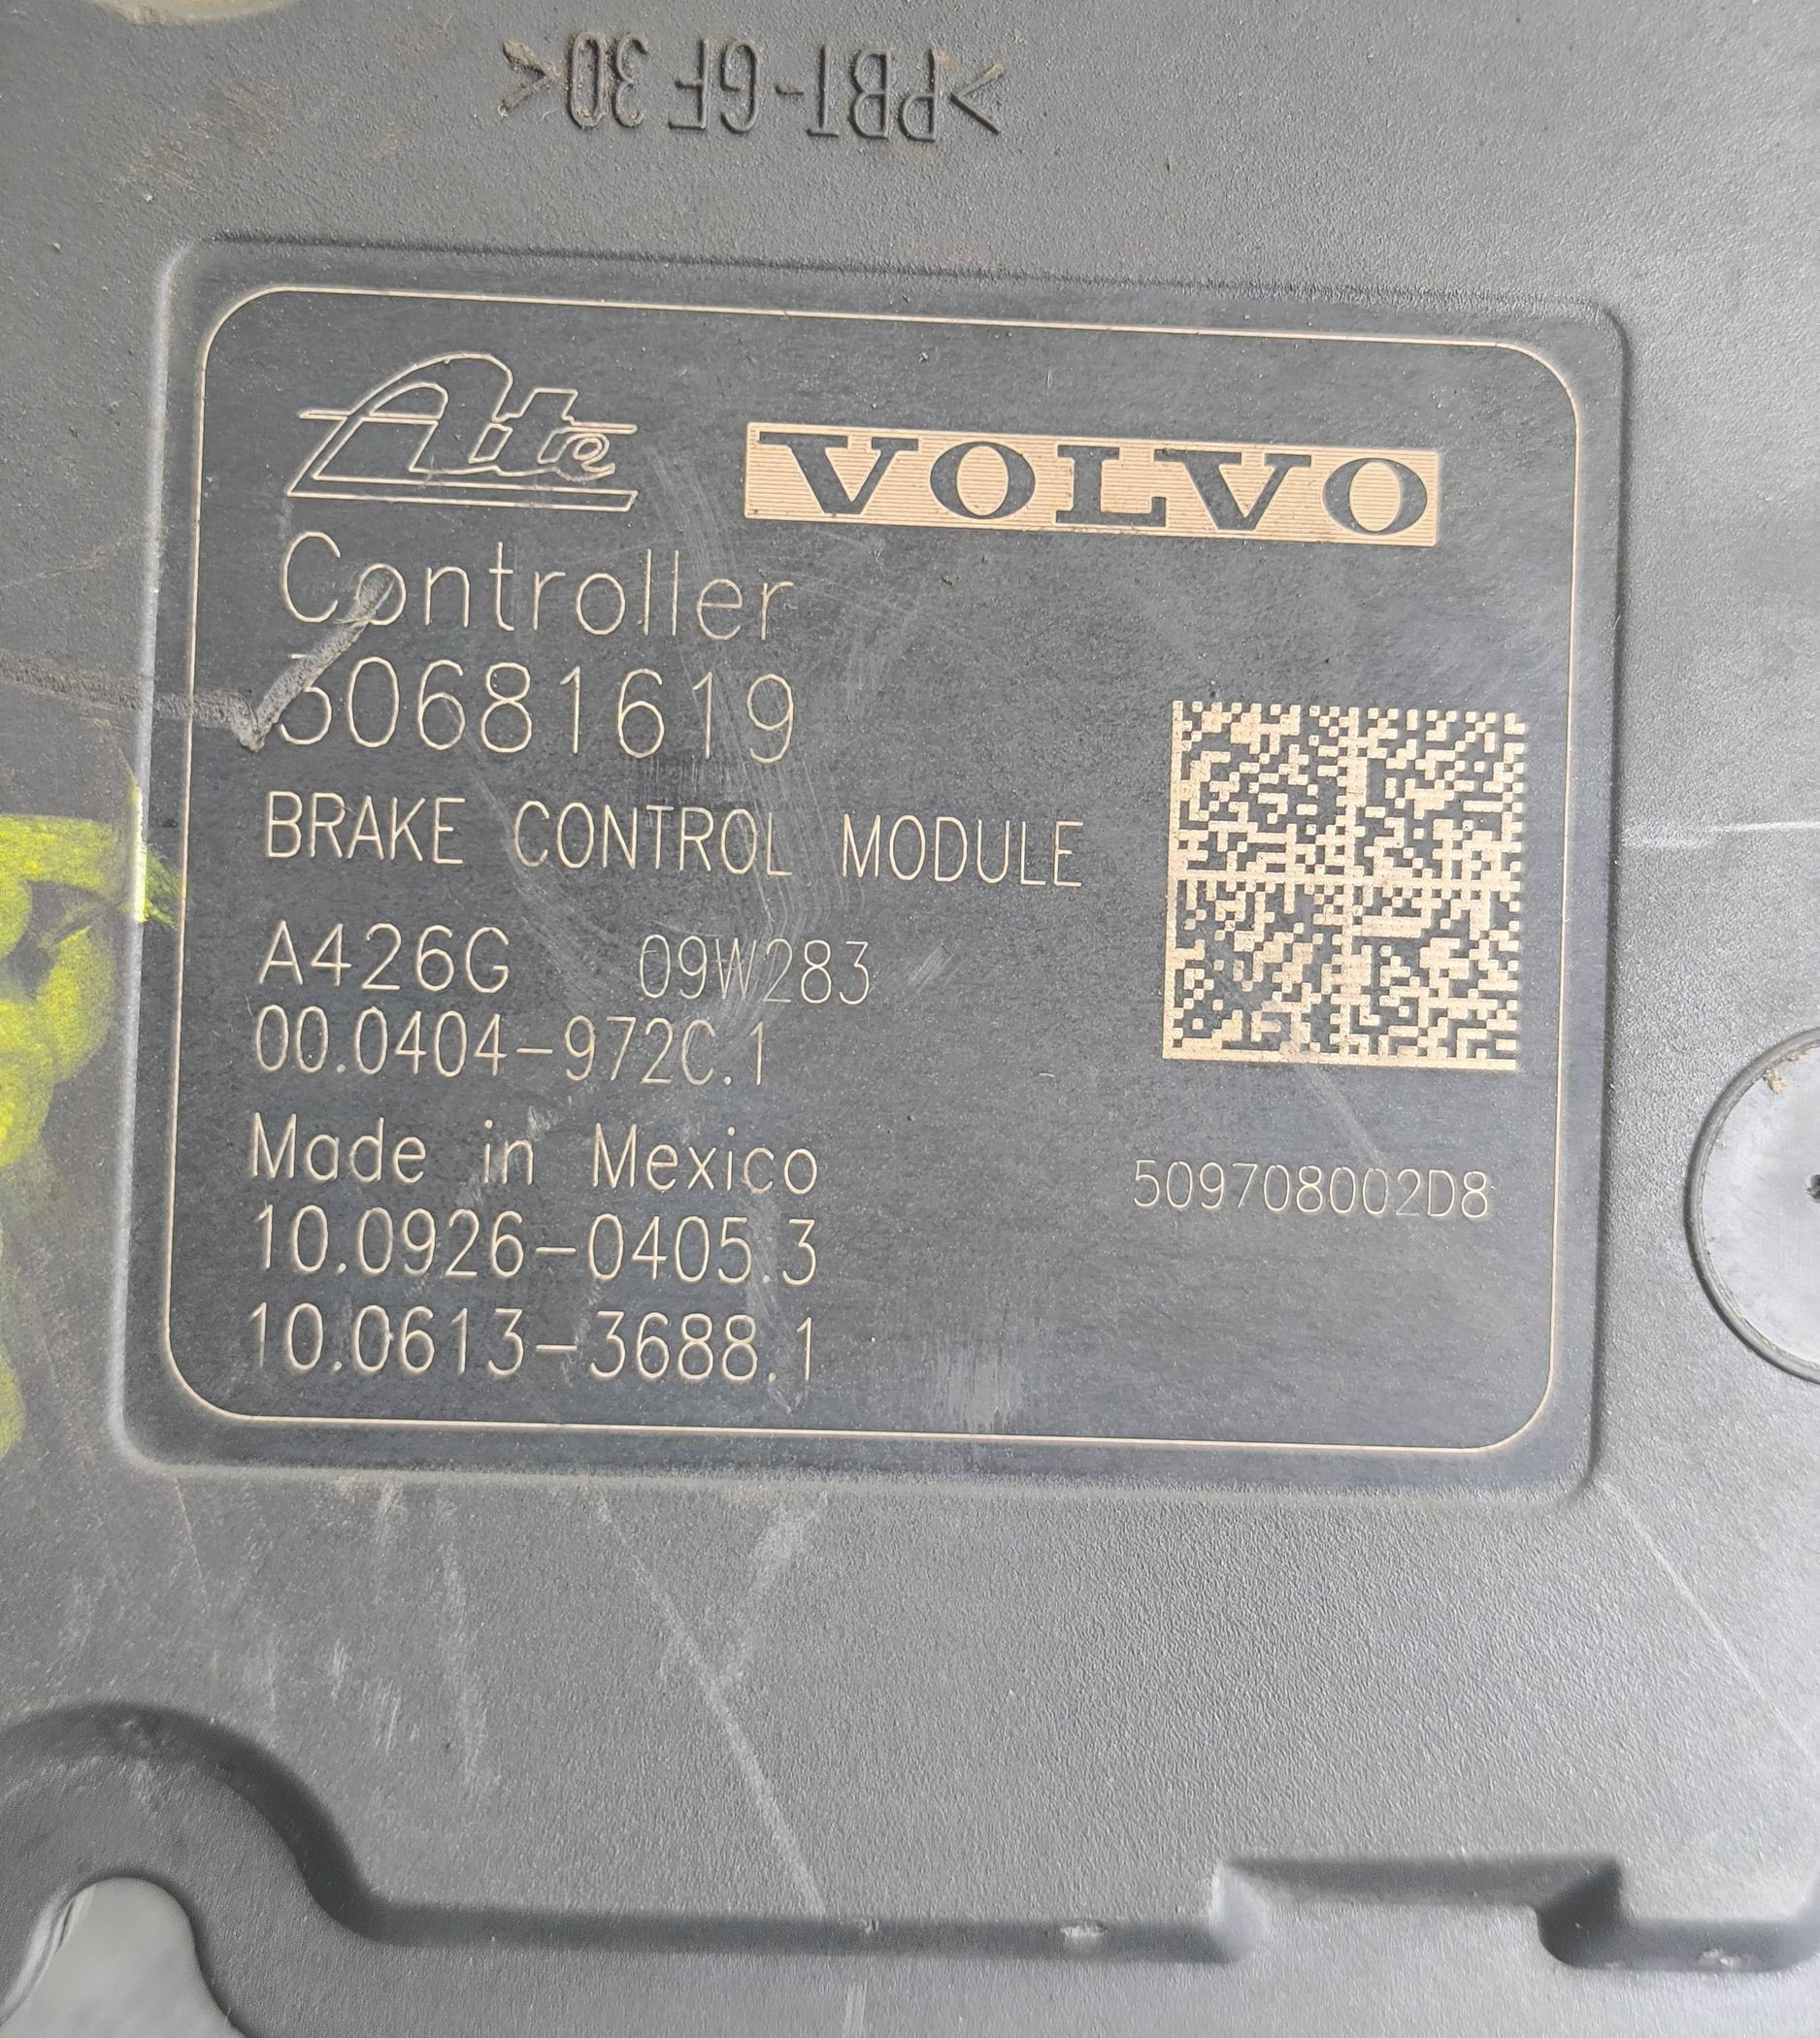 >PBT-GF 30<
Ate VOLVO
Controller
30681619
BRAKE CONTROL MODULE
A426G 09W283
00.0404-972C.1
Made in Mexico
509708002D8
10.0926-0405.3
10.0613-3688.1